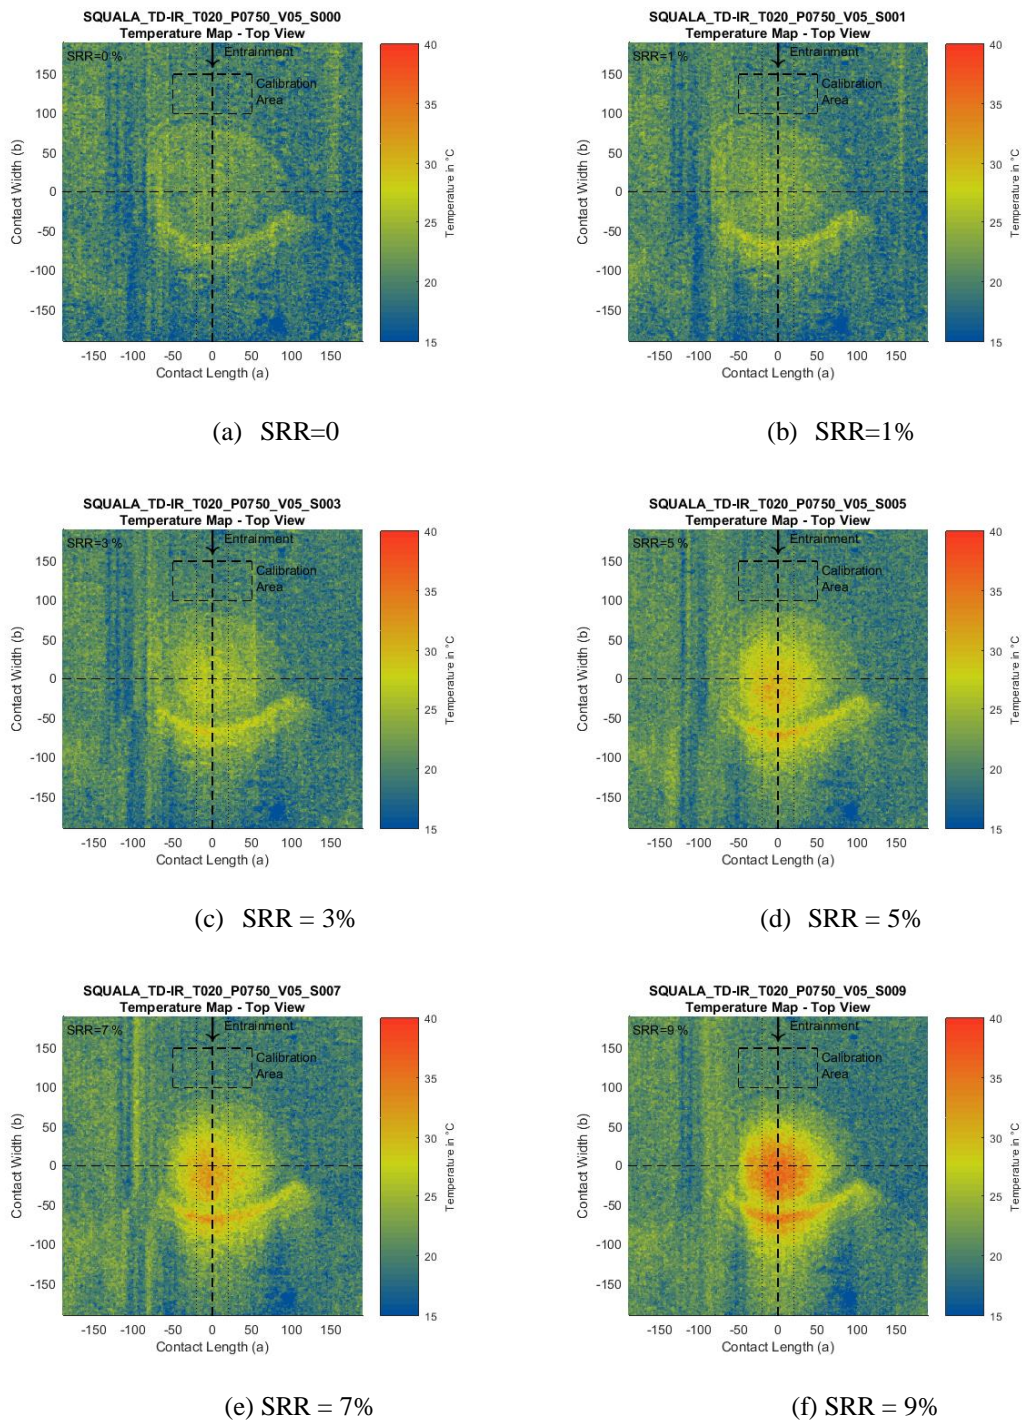 SQUALA_TD-IR_T020_P0750_V05_S000
Temperature Map - Top View
SRR=0 %
Entrainment
Calibration
Area
150
100
50
0
-50
-100
-150
Contact Width (b)
-150 -100 -50 0 50 100 150
Contact Length (a)
40
35
30
25
20
15
Temperature in °C
(a) SRR=0
SQUALA_TD-IR_T020_P0750_V05_S001
Temperature Map - Top View
SRR=1 %
Entrainment
Calibration
Area
150
100
50
0
-50
-100
-150
Contact Width (b)
-150 -100 -50 0 50 100 150
Contact Length (a)
40
35
30
25
20
15
Temperature in °C
(b) SRR=1%
SQUALA_TD-IR_T020_P0750_V05_S003
Temperature Map - Top View
SRR=3 %
Entrainment
Calibration
Area
150
100
50
0
-50
-100
-150
Contact Width (b)
-150 -100 -50 0 50 100 150
Contact Length (a)
40
35
30
25
20
15
Temperature in °C
(c) SRR = 3%
SQUALA_TD-IR_T020_P0750_V05_S005
Temperature Map - Top View
SRR=5 %
Entrainment
Calibration
Area
150
100
50
0
-50
-100
-150
Contact Width (b)
-150 -100 -50 0 50 100 150
Contact Length (a)
40
35
30
25
20
15
Temperature in °C
(d) SRR = 5%
SQUALA_TD-IR_T020_P0750_V05_S007
Temperature Map - Top View
SRR=7 %
Entrainment
Calibration
Area
150
100
50
0
-50
-100
-150
Contact Width (b)
-150 -100 -50 0 50 100 150
Contact Length (a)
40
35
30
25
20
15
Temperature in °C
(e) SRR = 7%
SQUALA_TD-IR_T020_P0750_V05_S009
Temperature Map - Top View
SRR=9 %
Entrainment
Calibration
Area
150
100
50
0
-50
-100
-150
Contact Width (b)
-150 -100 -50 0 50 100 150
Contact Length (a)
40
35
30
25
20
15
Temperature in °C
(f) SRR = 9%